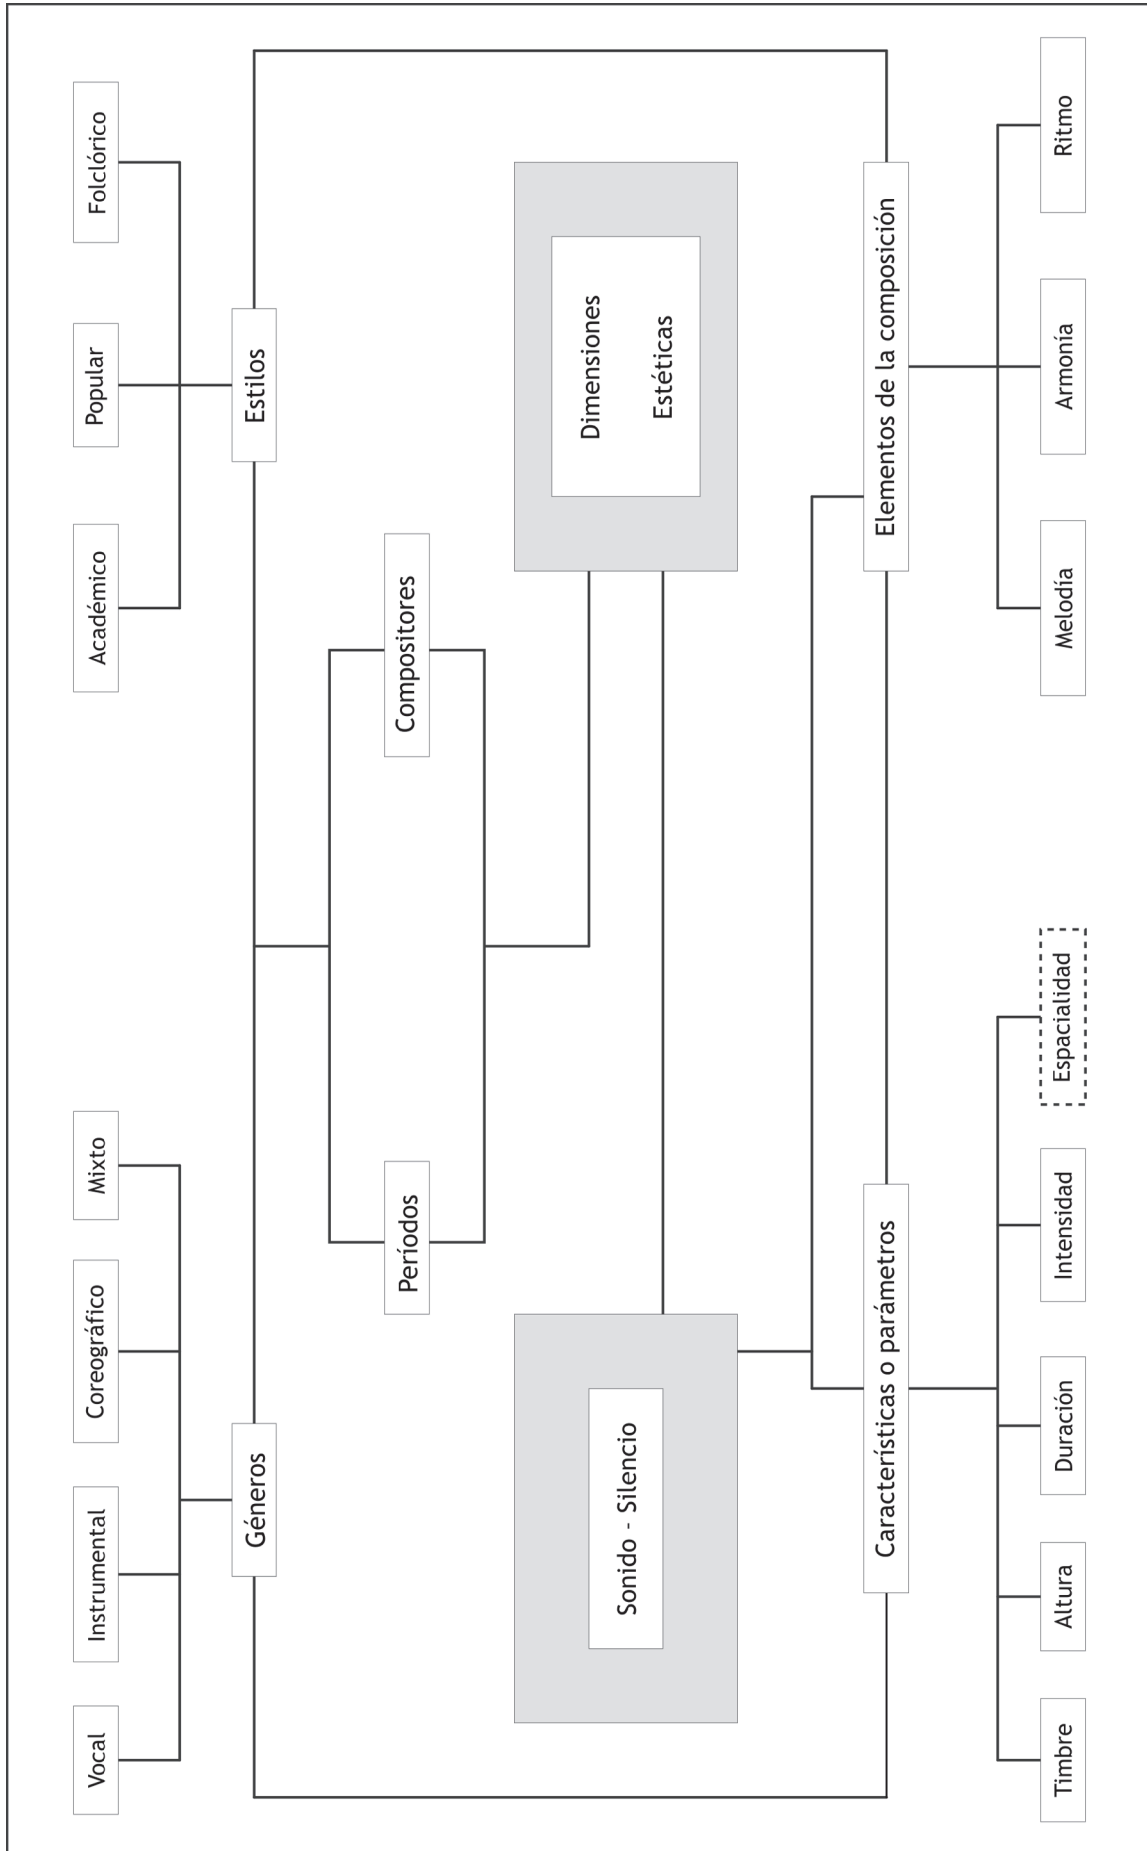 Vocal
Instrumental
Coreográfico
Mixto
Académico
Popular
Folclórico
Géneros
Estilos
Períodos
Compositores
Sonido - Silencio
Dimensiones
Estéticas
Características o parámetros
Elementos de la composición
Timbre
Altura
Duración
Intensidad
Espacialidad
Melodía
Armonía
Ritmo